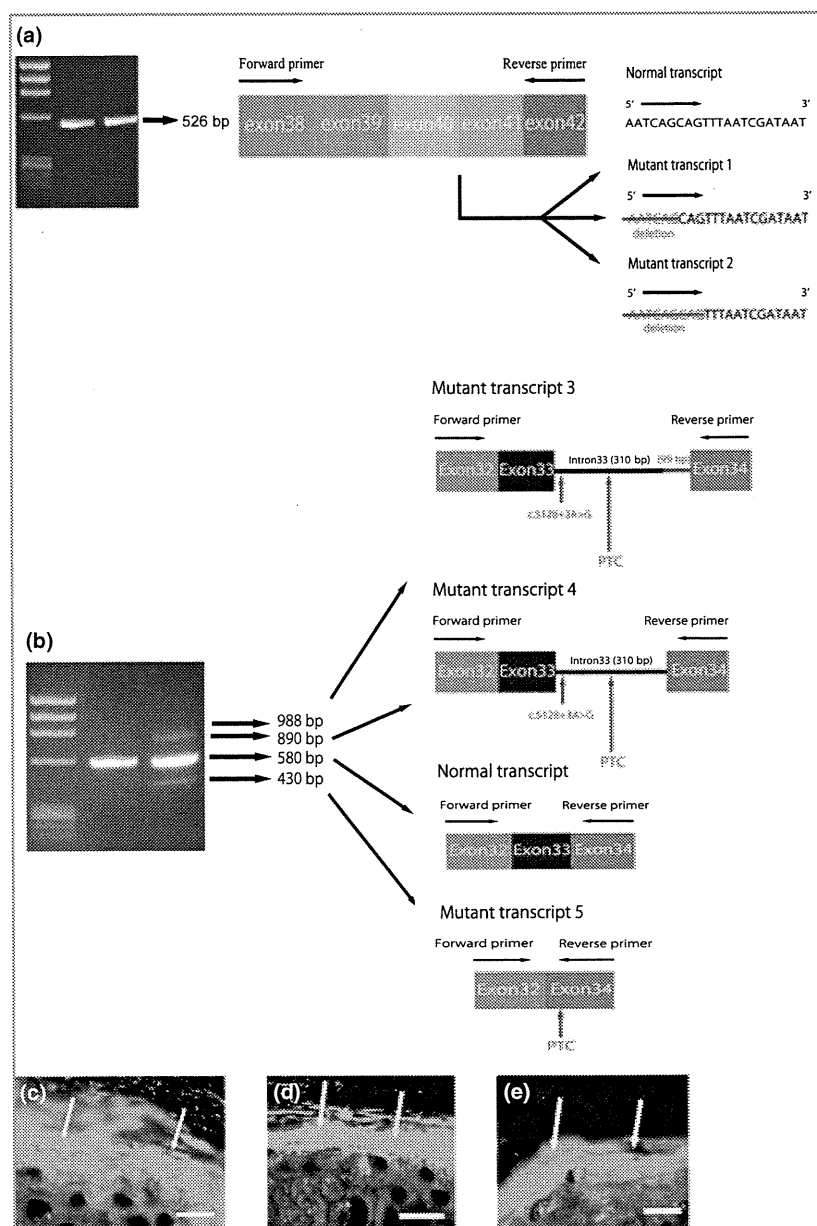 (a)
Forward primer
Reverse primer
526 bp
exon38 exon39 exon40 exon41 exon42
Normal transcript
5' 3'
AATCAGCAGTTTAATCGATAAT
Mutant transcript 1
5' 3'
AATCAGCAGTTTAATCGATAAT
deletion
Mutant transcript 2
5' 3'
AATCAGCAGTTTAATCGATAAT
deletion
Mutant transcript 3
Forward primer
Reverse primer
Exon32 Exon33 Intron33 (310 bp) Exon34
PTC
Mutant transcript 4
Forward primer
Reverse primer
Exon32 Exon33 Intron33 (310 bp) Exon34
PTC
(b)
988 bp
890 bp
580 bp
430 bp
Normal transcript
Forward primer
Reverse primer
Exon32 Exon33 Exon34
Mutant transcript 5
Forward primer
Reverse primer
Exon32 Exon34
PTC
(c)
(d)
(e)